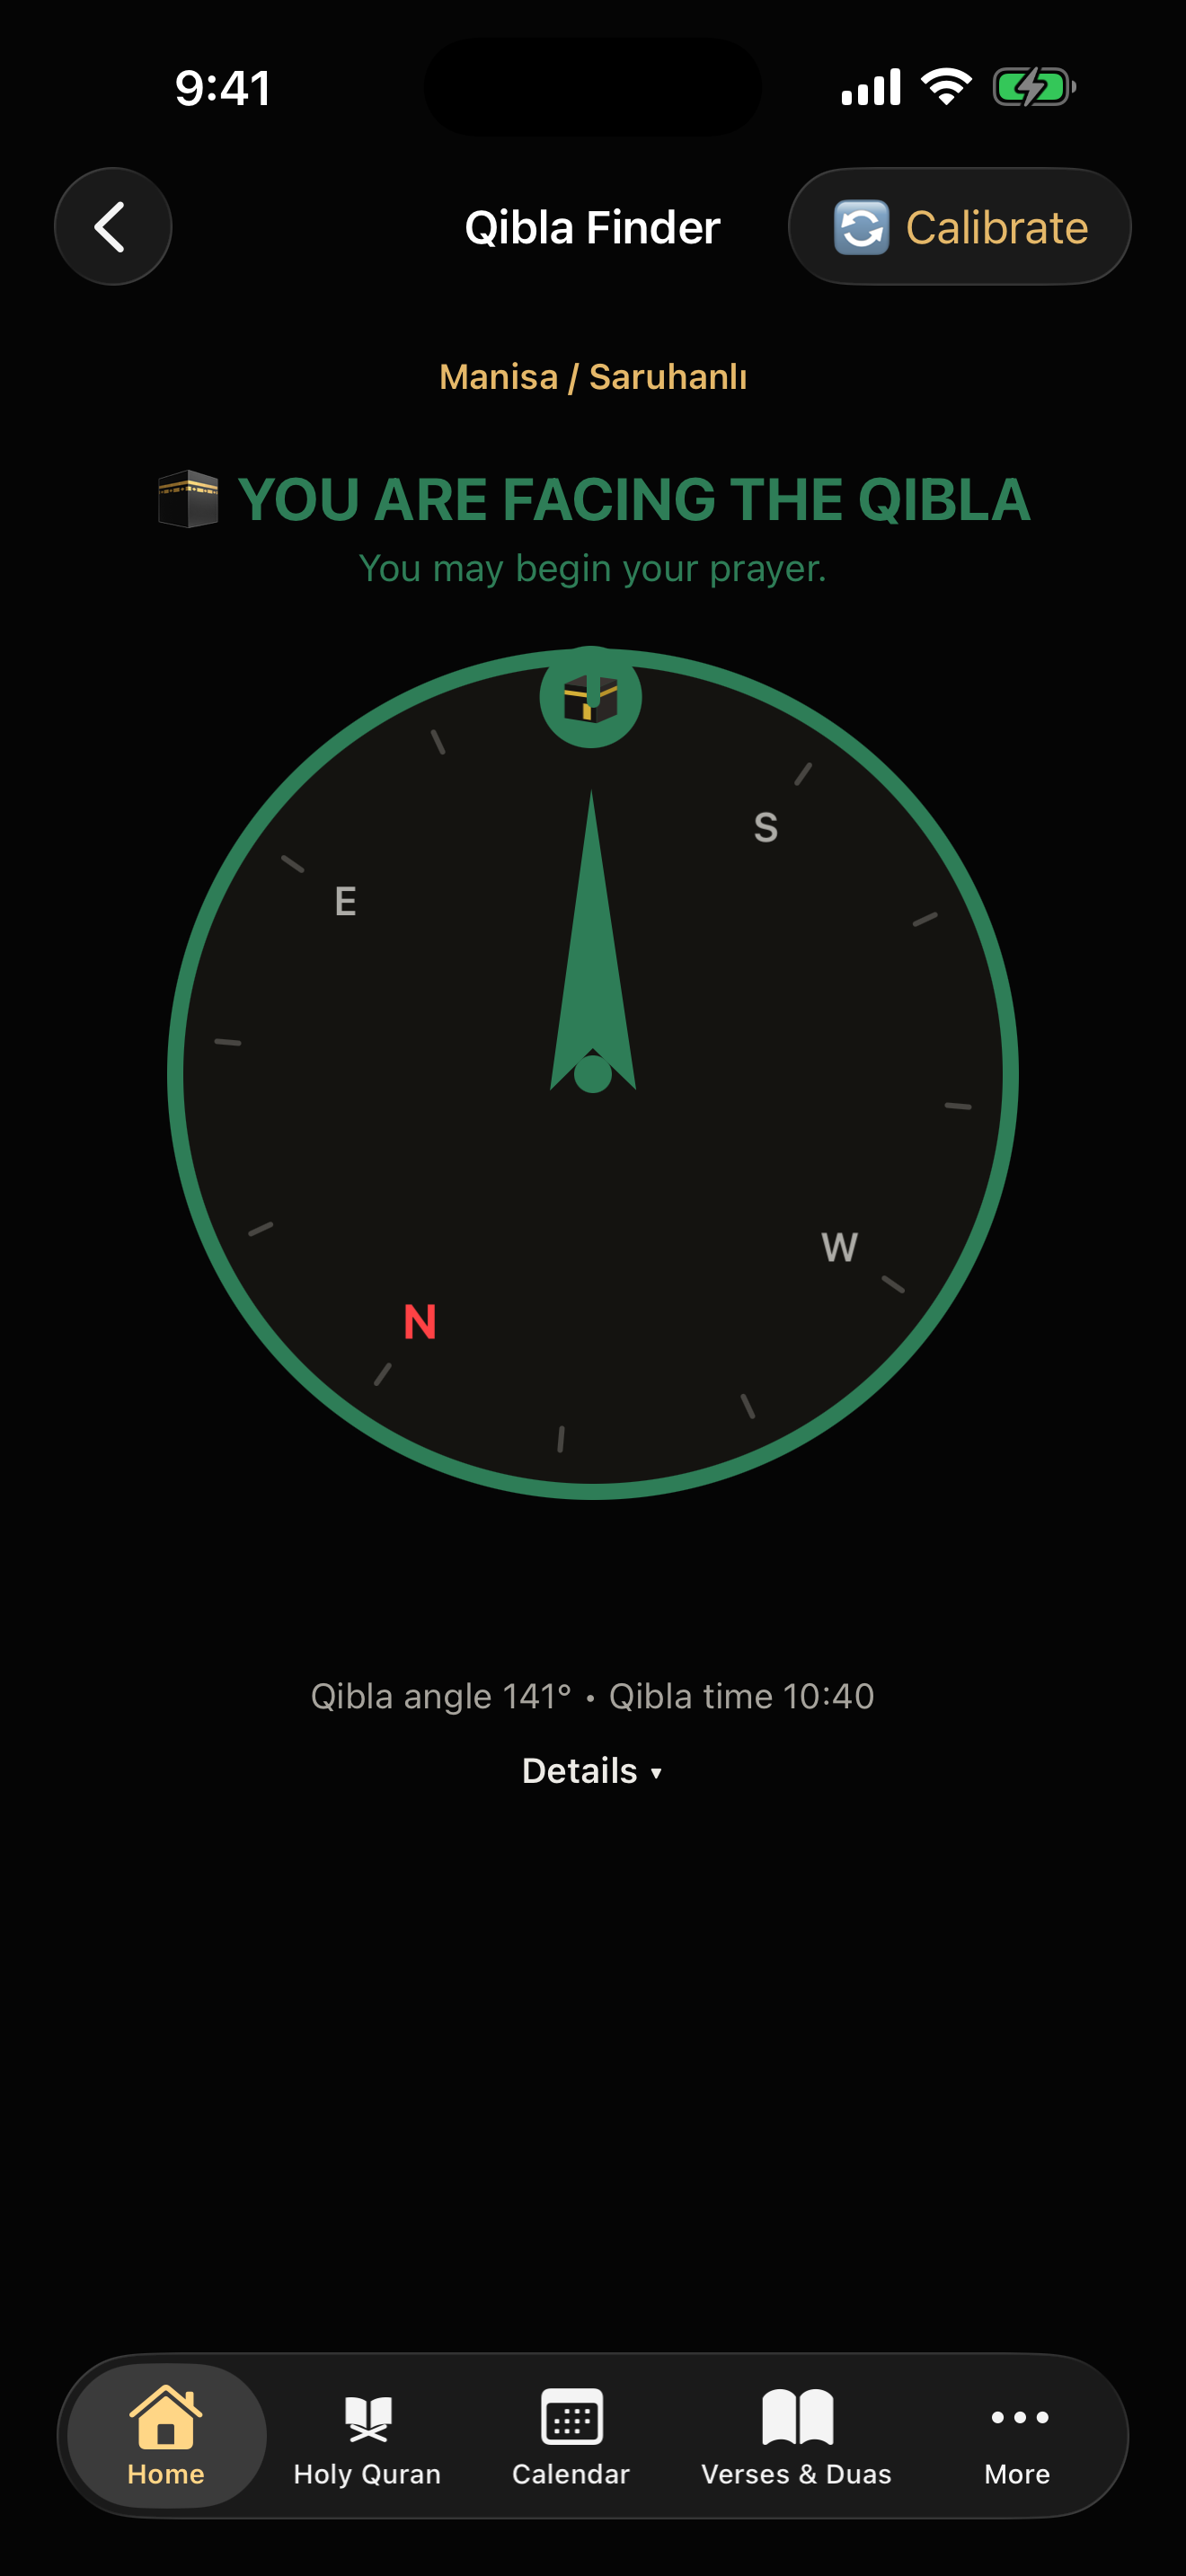 9:41
Qibla Finder
Calibrate
Manisa / Saruhanlı
YOU ARE FACING THE QIBLA
You may begin your prayer.
S
E
W
N
Qibla angle 141° • Qibla time 10:40
Details ▾
Home
Holy Quran
Calendar
Verses & Duas
More